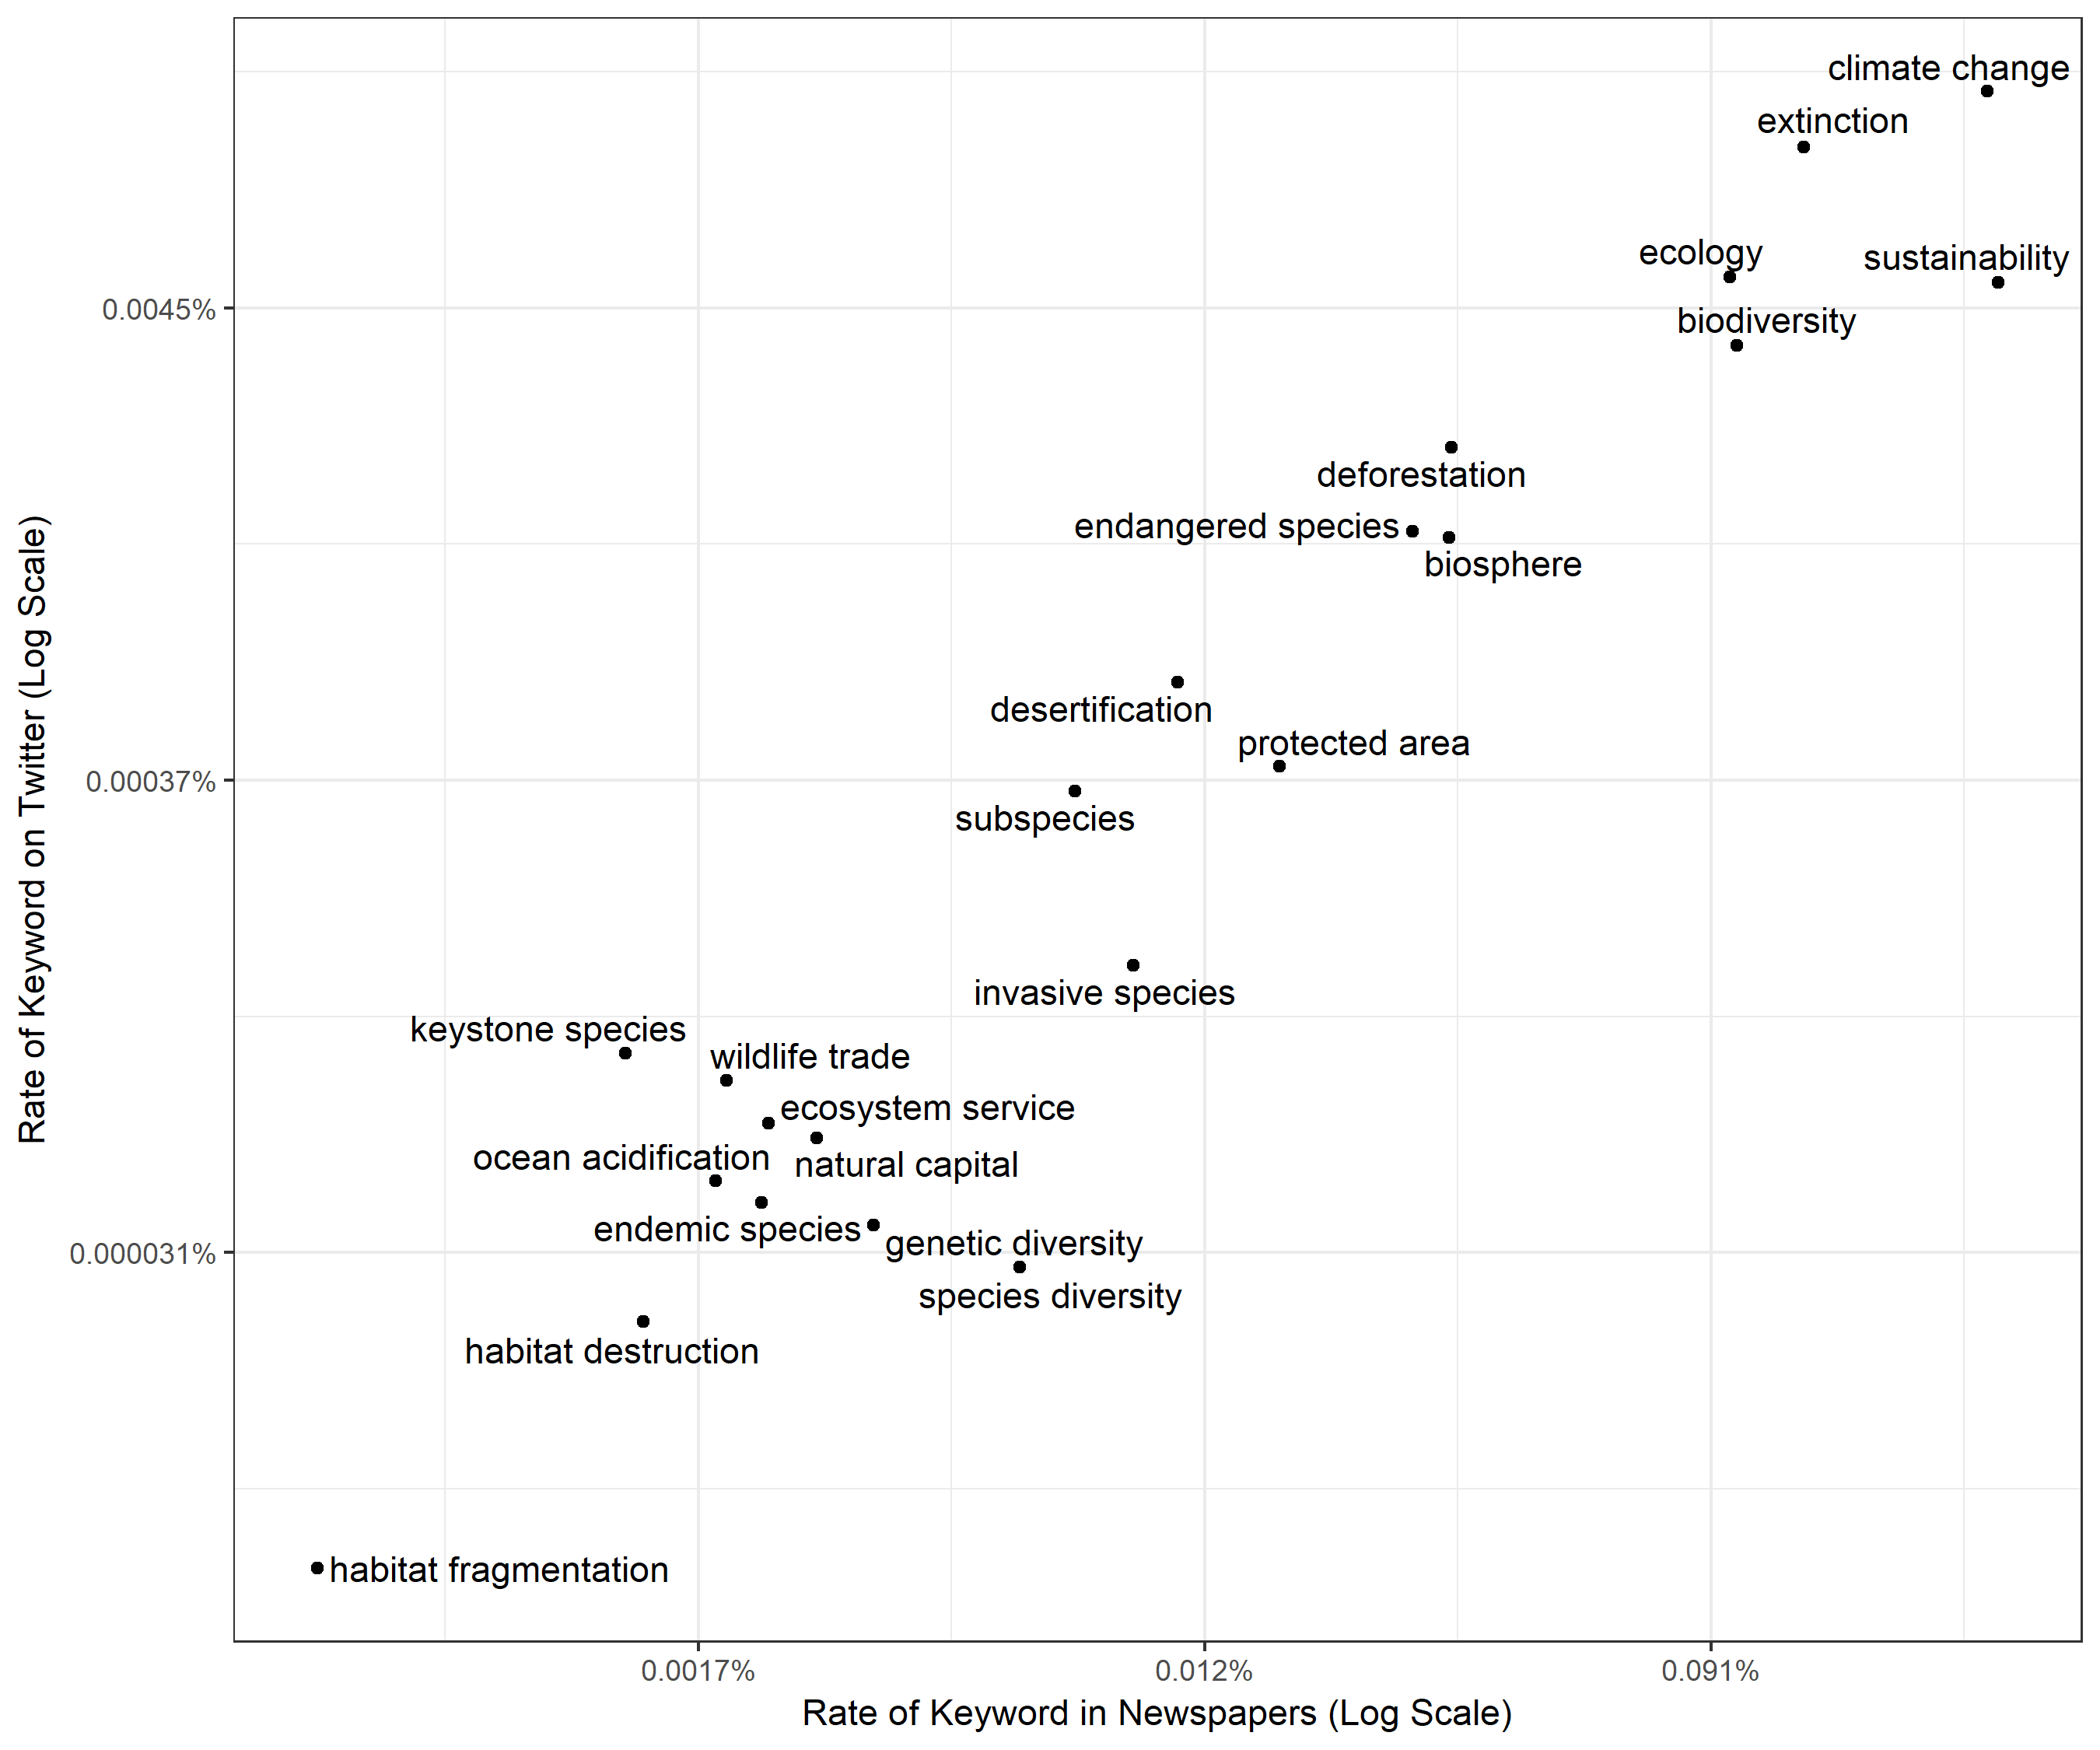 climate change
extinction
ecology
sustainability
0.0045%
biodiversity
deforestation
endangered species
biosphere
desertification
protected area
0.00037%
subspecies
invasive species
keystone species
wildlife trade
ecosystem service
ocean acidification
natural capital
endemic species
genetic diversity
0.000031%
species diversity
habitat destruction
habitat fragmentation
0.0017%
0.012%
0.091%
Rate of Keyword in Newspapers (Log Scale)
Rate of Keyword on Twitter (Log Scale)